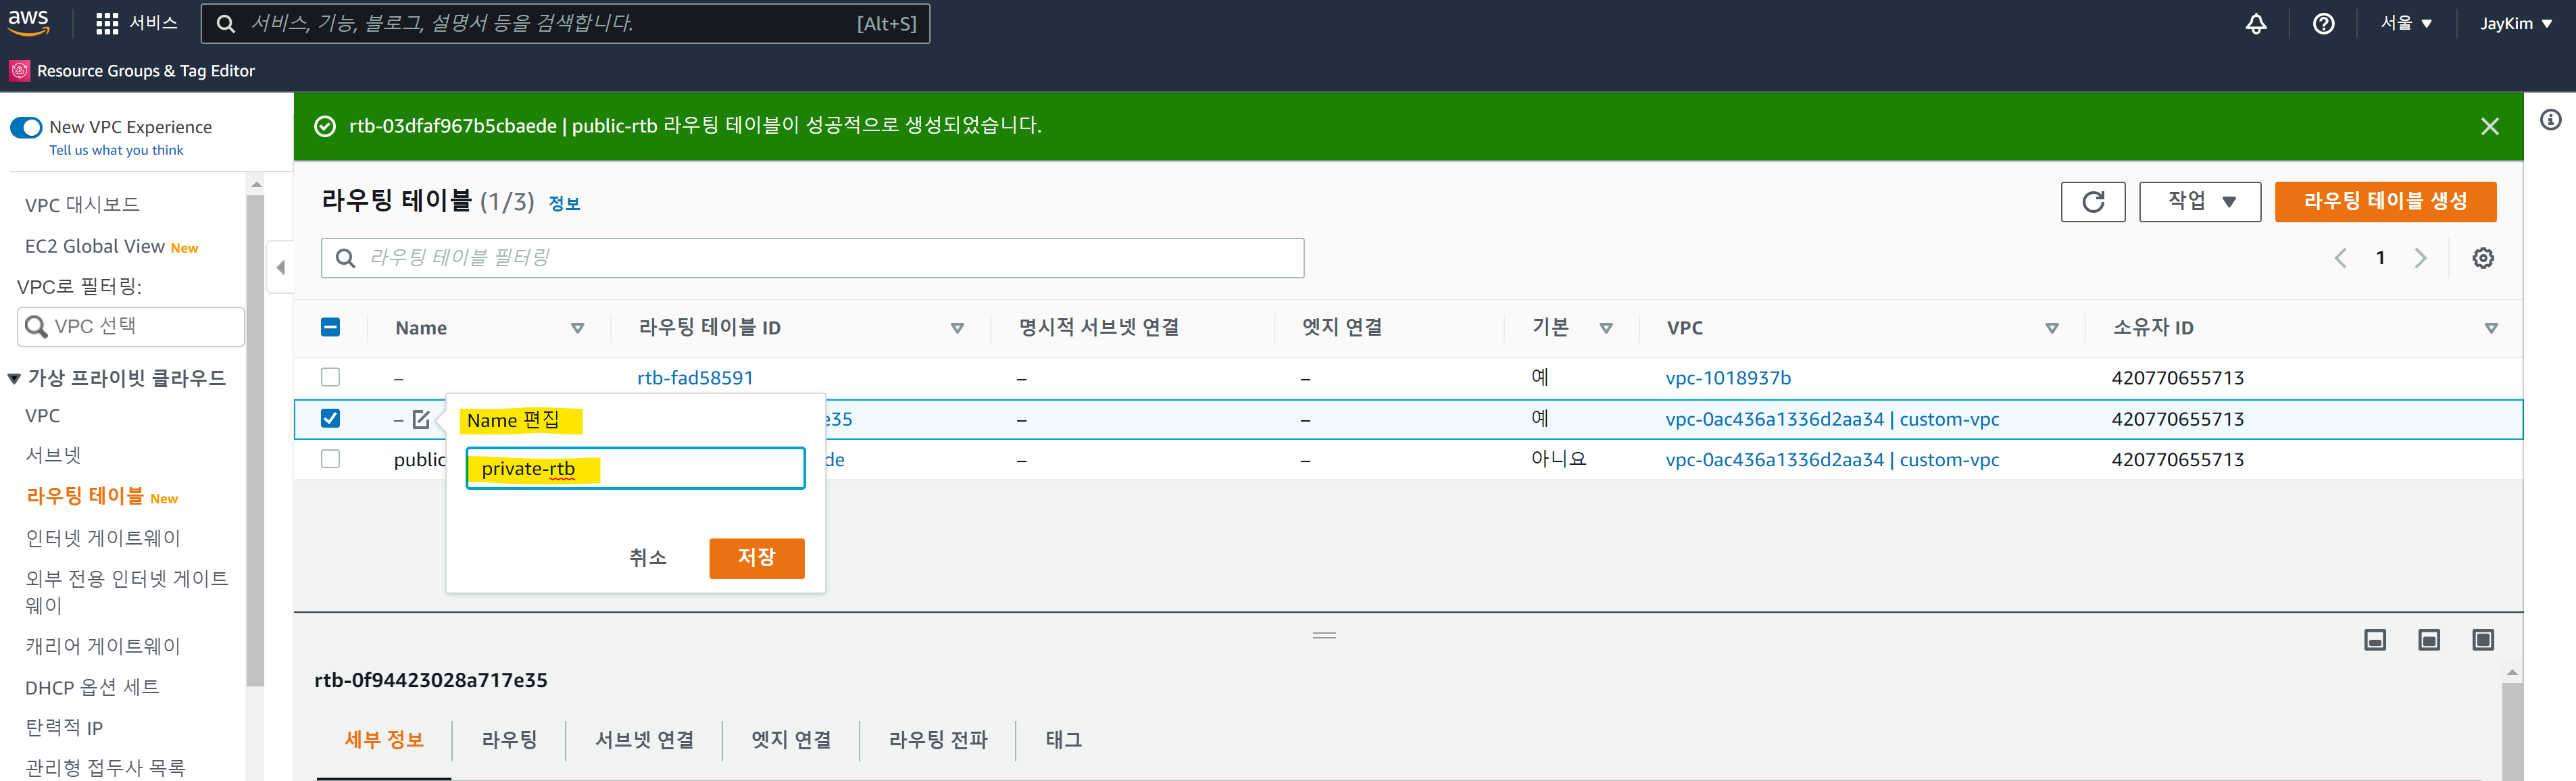 aws
서비스
서비스, 기능, 블로그, 설명서 등을 검색합니다.
[Alt+S]
서울 ▼
JayKim ▼
Resource Groups & Tag Editor
New VPC Experience
Tell us what you think
VPC 대시보드
EC2 Global View New
VPC로 필터링:
VPC 선택
가상 프라이빗 클라우드
VPC
서브넷
라우팅 테이블 New
인터넷 게이트웨이
외부 전용 인터넷 게이트
웨이
캐리어 게이트웨이
DHCP 옵션 세트
탄력적 IP
관리형 접두사 목록
rtb-03dfaf967b5cbaede | public-rtb 라우팅 테이블이 성공적으로 생성되었습니다.
라우팅 테이블 (1/3) 정보
작업 ▼
라우팅 테이블 생성
라우팅 테이블 필터링
1
Name 라우팅 테이블 ID 명시적 서브넷 연결 엣지 연결 기본 VPC 소유자 ID
– rtb-fad58591 – – 예 vpc-1018937b 420770655713
– e35 – – 예 vpc-0ac436a1336d2aa34 | custom-vpc 420770655713
public de – – 아니요 vpc-0ac436a1336d2aa34 | custom-vpc 420770655713
Name 편집
private-rtb
취소
저장
rtb-0f94423028a717e35
세부 정보
라우팅
서브넷 연결
엣지 연결
라우팅 전파
태그